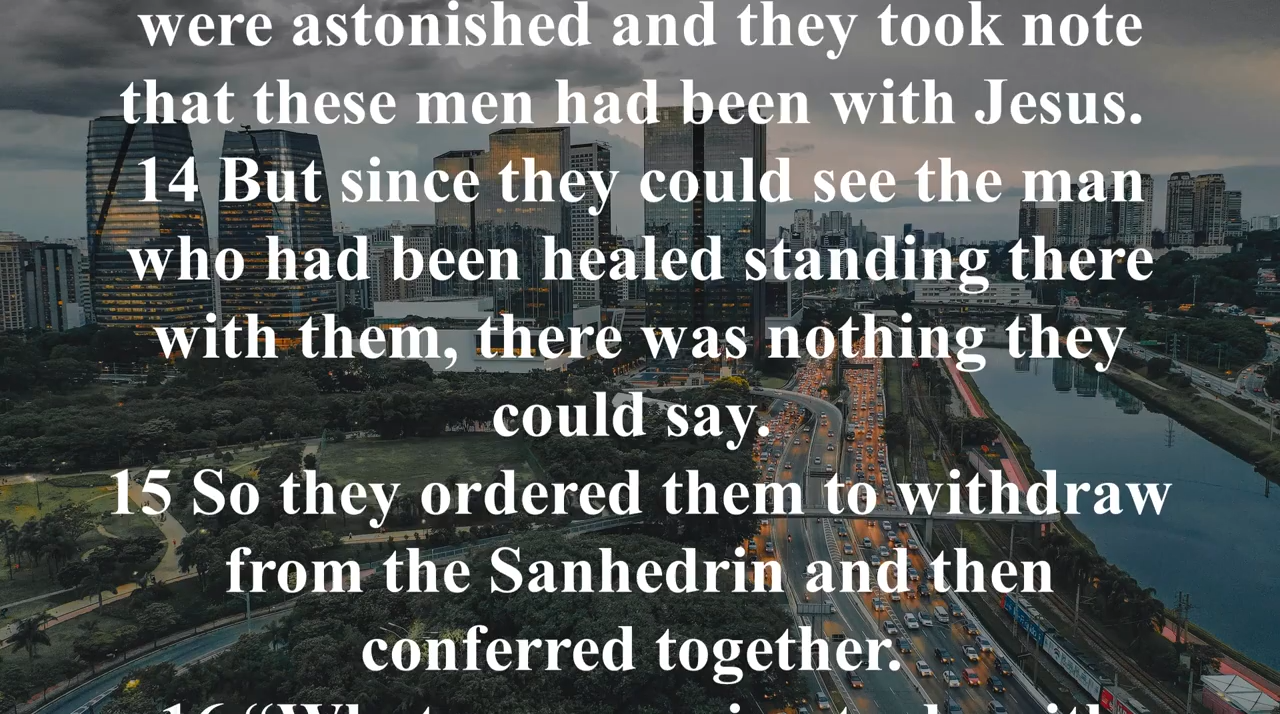 were astonished and they took note
that these men had been with Jesus.
14 But since they could see the man
who had been healed standing there
with them, there was nothing they
could say.
15 So they ordered them to withdraw
from the Sanhedrin and then
conferred together.
16 “What